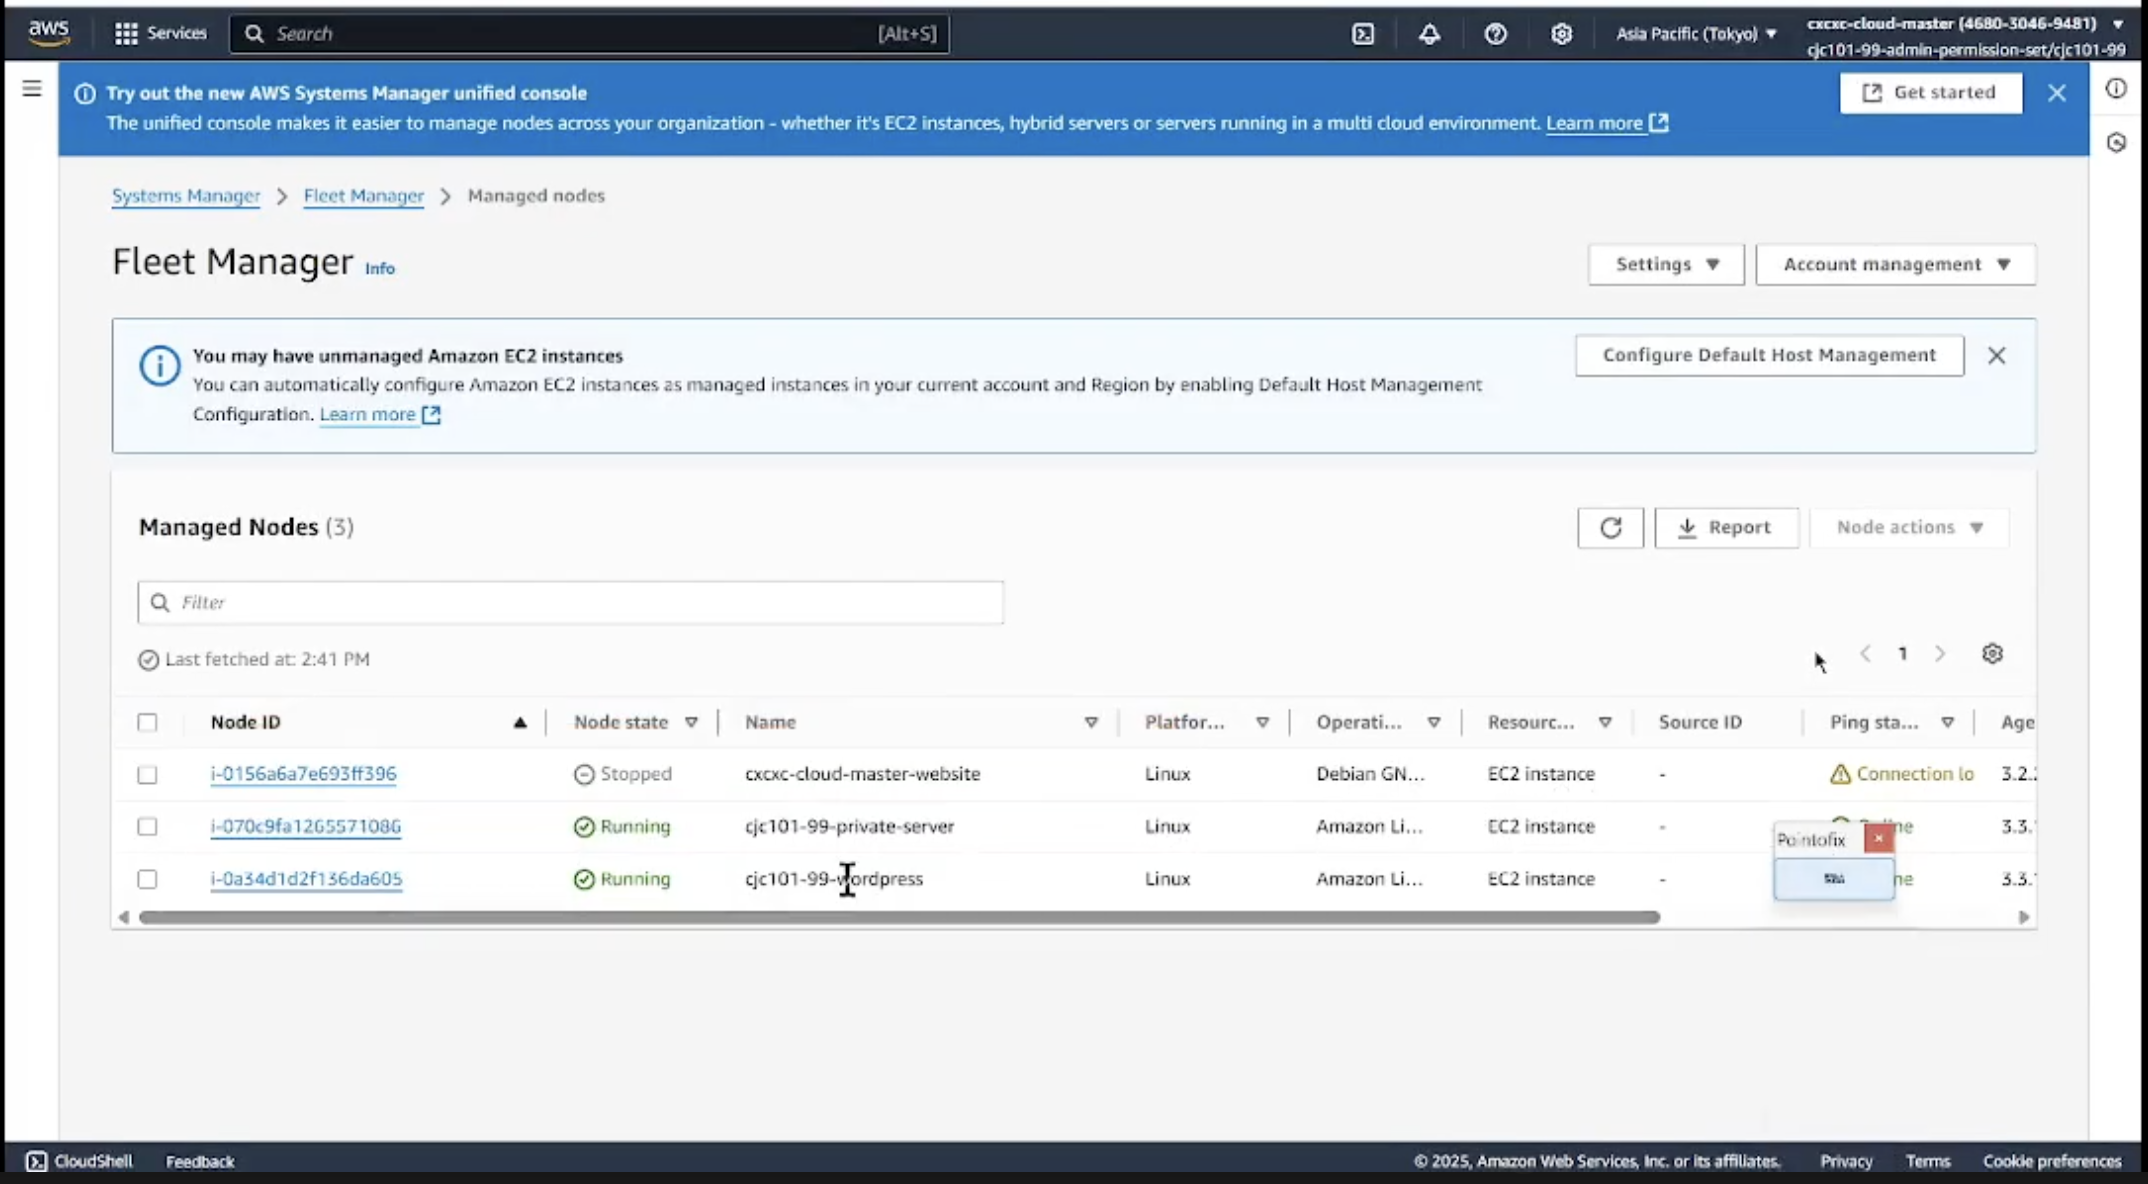 aws
Services
Search
[Alt+S]
Asia Pacific (Tokyo)
cxcxc-cloud-master (4680-3046-9481)
cjc101-99-admin-permission-set/cjc101-99
Try out the new AWS Systems Manager unified console
Get started
The unified console makes it easier to manage nodes across your organization - whether it's EC2 instances, hybrid servers or servers running in a multi cloud environment. Learn more
Systems Manager > Fleet Manager > Managed nodes
Fleet Manager Info
Settings
Account management
You may have unmanaged Amazon EC2 instances
Configure Default Host Management
You can automatically configure Amazon EC2 instances as managed instances in your current account and Region by enabling Default Host Management
Configuration. Learn more
Managed Nodes (3)
Report
Node actions
Filter
Last fetched at: 2:41 PM
1
Node ID Node state Name Platfor... Operati... Resourc... Source ID Ping sta... Age
i-0156a6a7e693ff396 Stopped cxcxc-cloud-master-website Linux Debian GN... EC2 instance - Connection lo 3.2.
i-070c9fa1265571086 Running cjc101-99-private-server Linux Amazon Li... EC2 instance - 3.3.
Pointofix
i-0a34d1d2f136da605 Running cjc101-99-wordpress Linux Amazon Li... EC2 instance - 3.3.
CloudShell
Feedback
© 2025, Amazon Web Services, Inc. or its affiliates.
Privacy
Terms
Cookie preferences